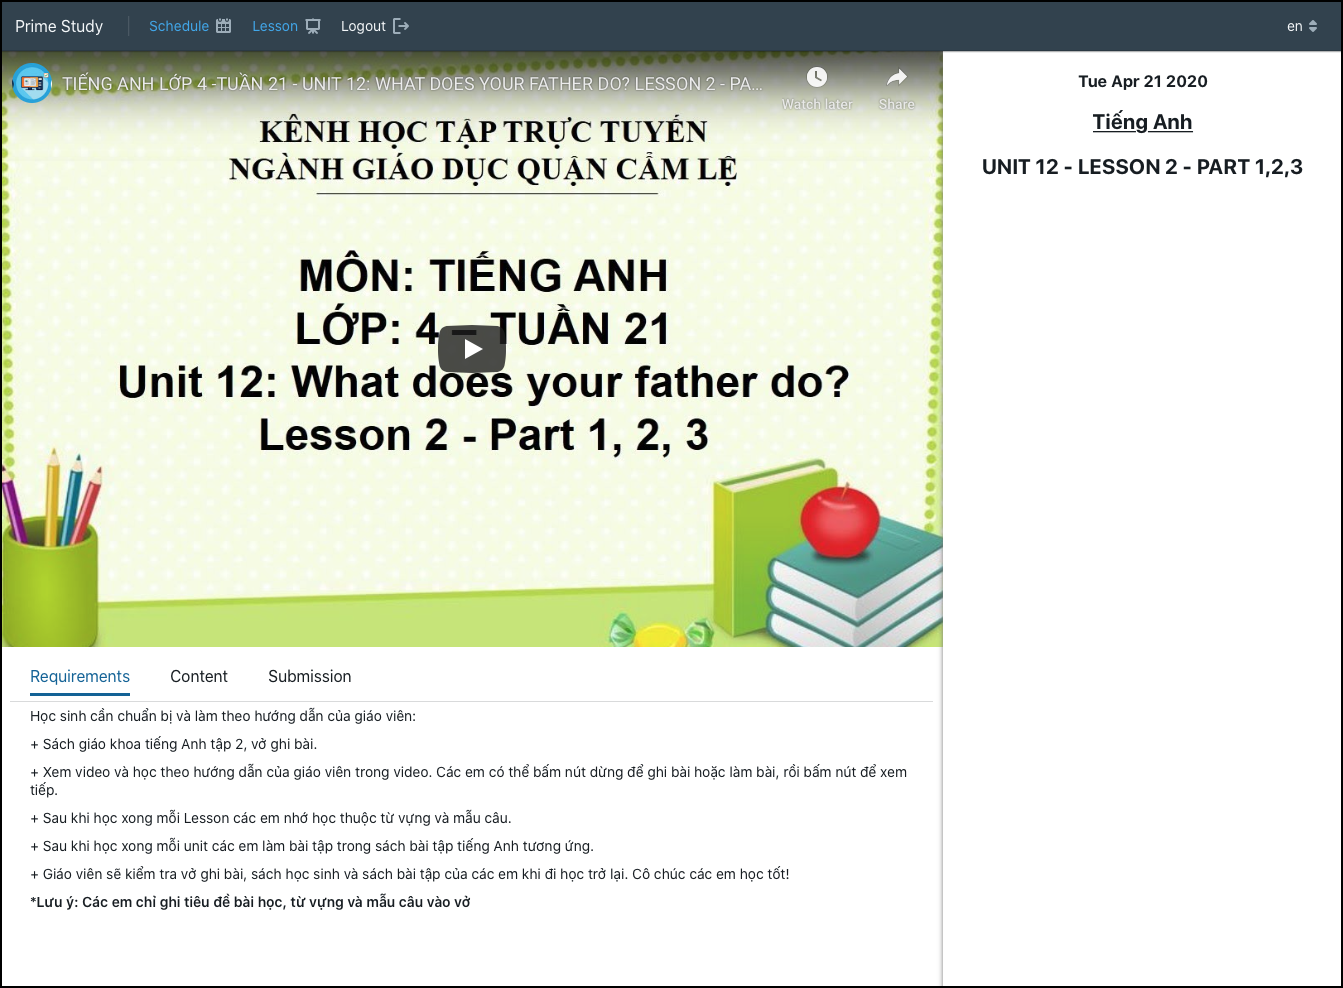 Prime Study
Schedule
Lesson
Logout
en
TIẾNG ANH LỚP 4 -TUẦN 21 - UNIT 12: WHAT DOES YOUR FATHER DO? LESSON 2 - PA...
Watch later
Share
KÊNH HỌC TẬP TRỰC TUYẾN
NGÀNH GIÁO DỤC QUẬN CẨM LỆ
MÔN: TIẾNG ANH
LỚP: 4 – TUẦN 21
Unit 12: What does your father do?
Lesson 2 - Part 1, 2, 3
Tue Apr 21 2020
Tiếng Anh
UNIT 12 - LESSON 2 - PART 1,2,3
Requirements
Content
Submission
Học sinh cần chuẩn bị và làm theo hướng dẫn của giáo viên:
+ Sách giáo khoa tiếng Anh tập 2, vở ghi bài.
+ Xem video và học theo hướng dẫn của giáo viên trong video. Các em có thể bấm nút dừng để ghi bài hoặc làm bài, rồi bấm nút để xem
tiếp.
+ Sau khi học xong mỗi Lesson các em nhớ học thuộc từ vựng và mẫu câu.
+ Sau khi học xong mỗi unit các em làm bài tập trong sách bài tập tiếng Anh tương ứng.
+ Giáo viên sẽ kiểm tra vở ghi bài, sách học sinh và sách bài tập của các em khi đi học trở lại. Cô chúc các em học tốt!
*Lưu ý: Các em chỉ ghi tiêu đề bài học, từ vựng và mẫu câu vào vở